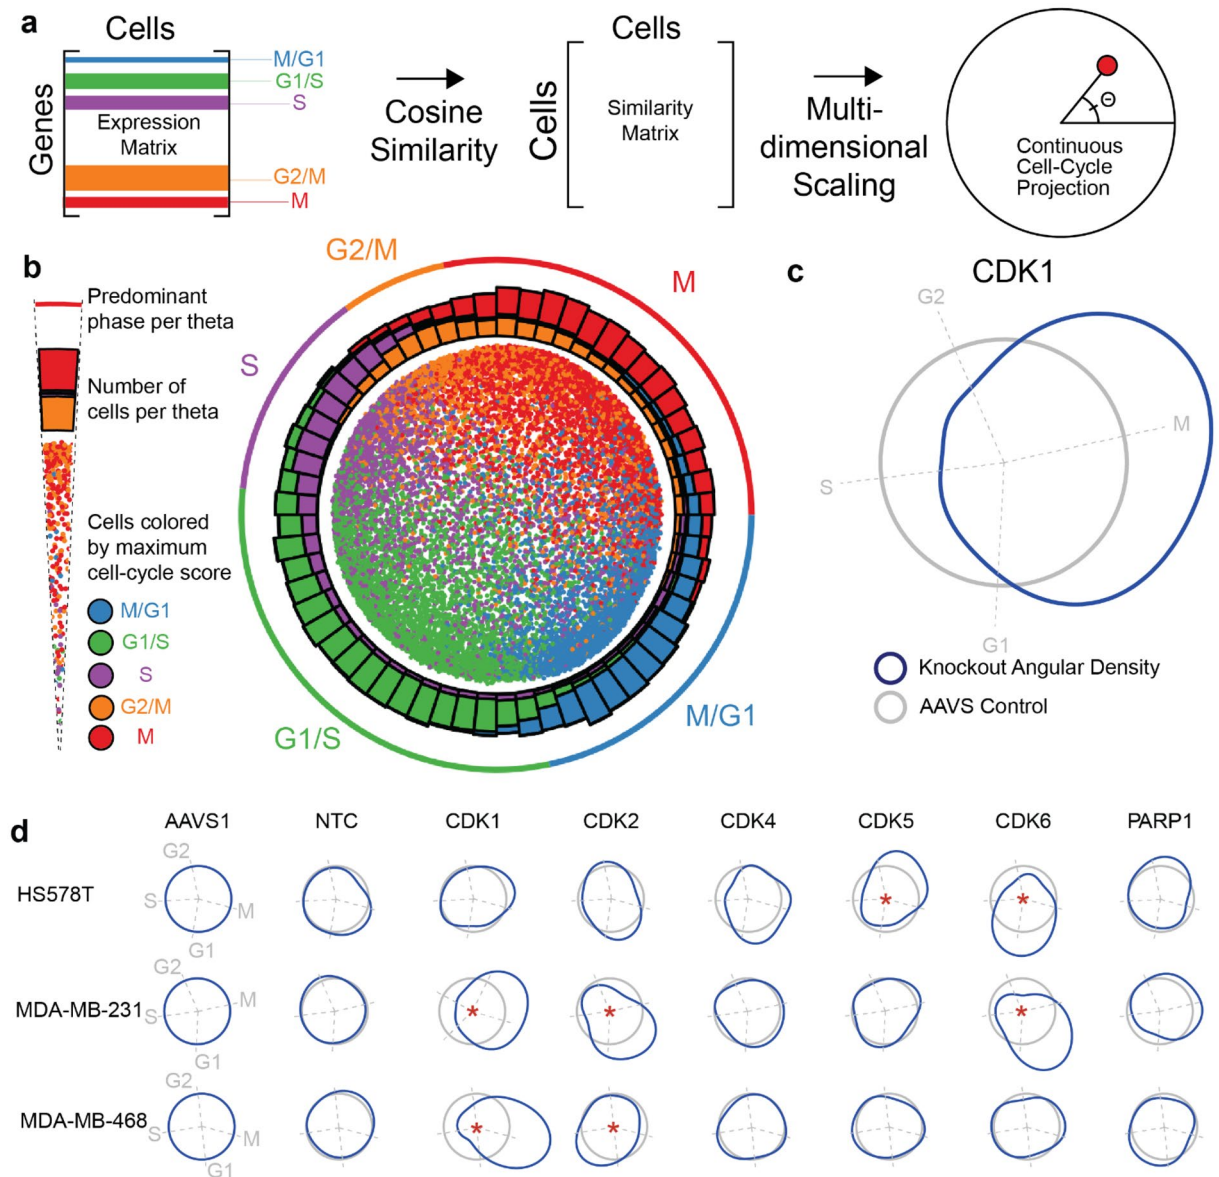 a
Cells
Genes
Expression
Matrix
M/G1
G1/S
S
G2/M
M
Cosine
Similarity
Cells
Cells
Similarity
Matrix
Multi-
dimensional
Scaling
Θ
Continuous
Cell-Cycle
Projection
b
Predominant
phase per theta
Number of
cells per theta
Cells colored
by maximum
cell-cycle score
M/G1
G1/S
S
G2/M
M
G2/M
M
S
G1/S
M/G1
c
CDK1
G2
M
S
G1
Knockout Angular Density
AAVS Control
d
AAVS1 NTC CDK1 CDK2 CDK4 CDK5 CDK6 PARP1
HS578T
G2
S
M
G1
* *
MDA-MB-231
G2
M
S
G1
* * *
MDA-MB-468
G2
S
M
G1
* *